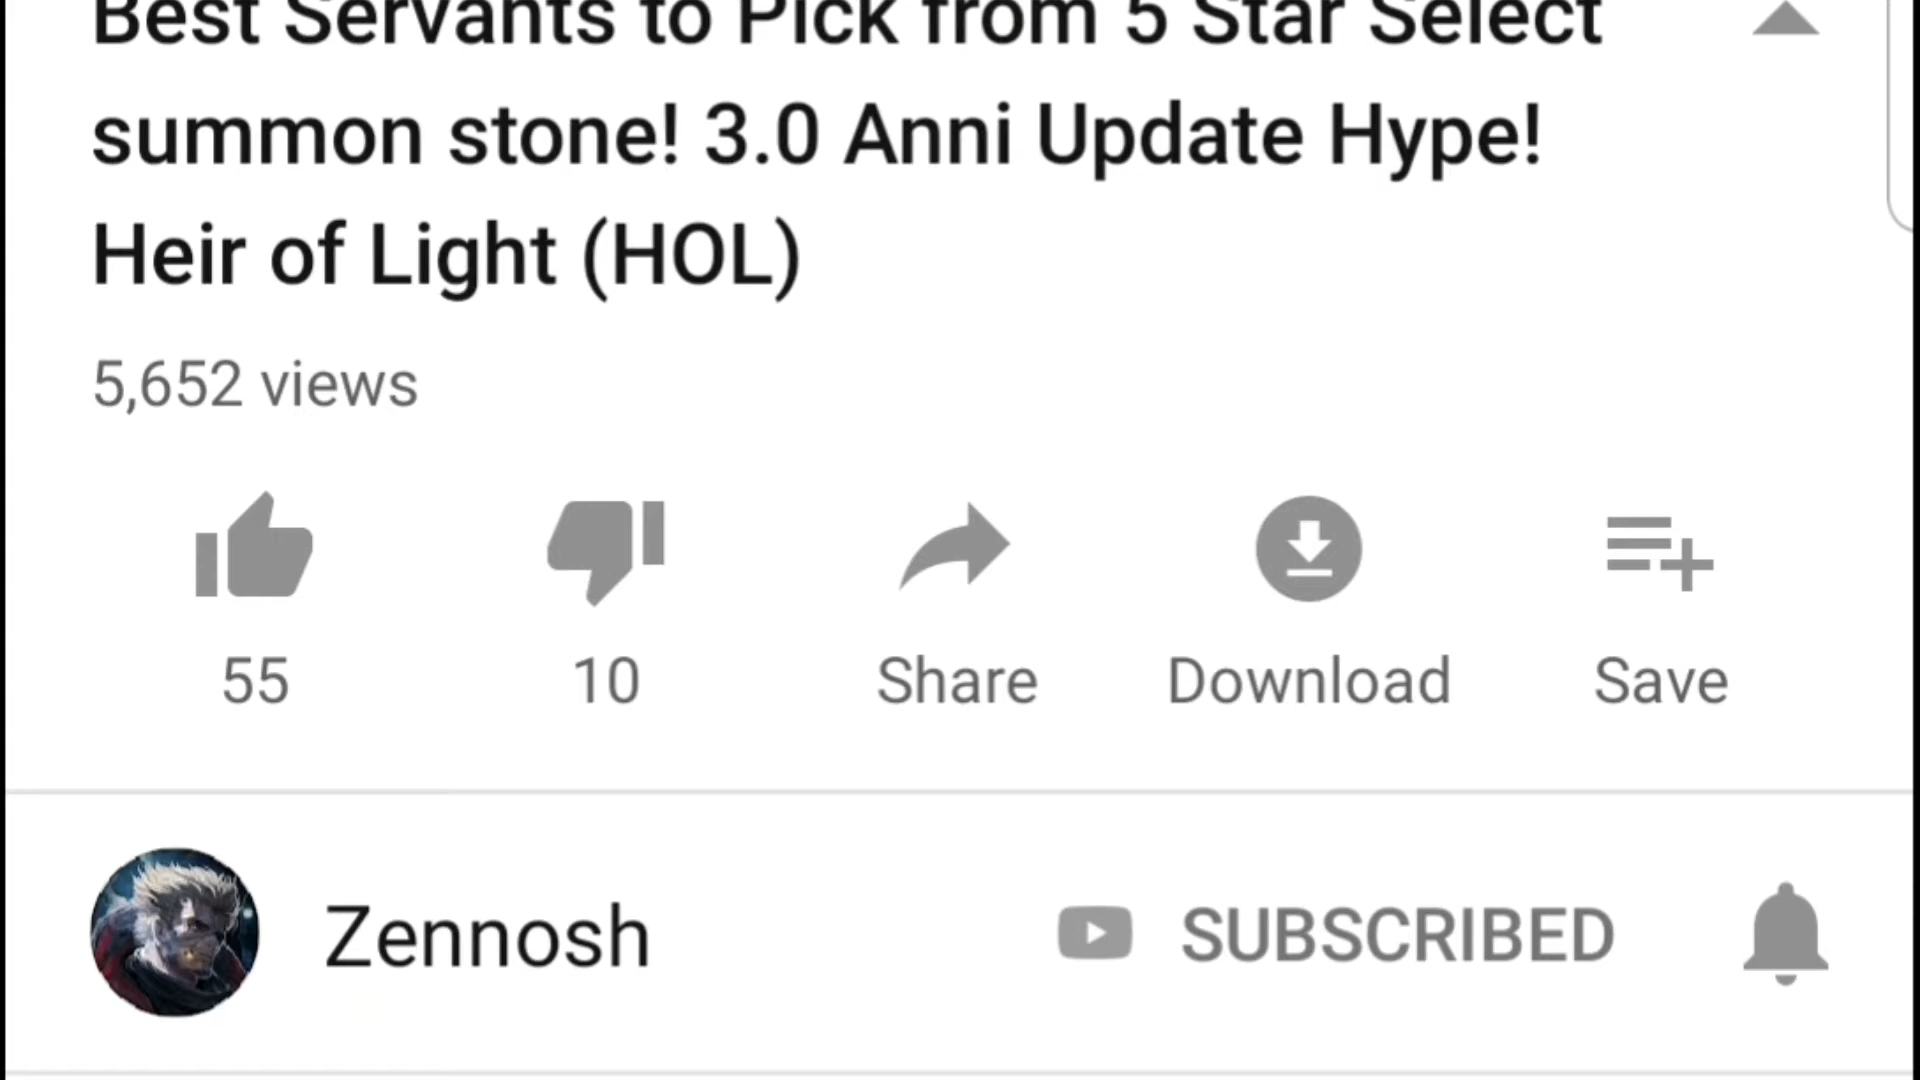 Best Servants to Pick from 5 Star Select
summon stone! 3.0 Anni Update Hype!
Heir of Light (HOL)
5,652 views
55 10 Share Download Save
Zennosh SUBSCRIBED